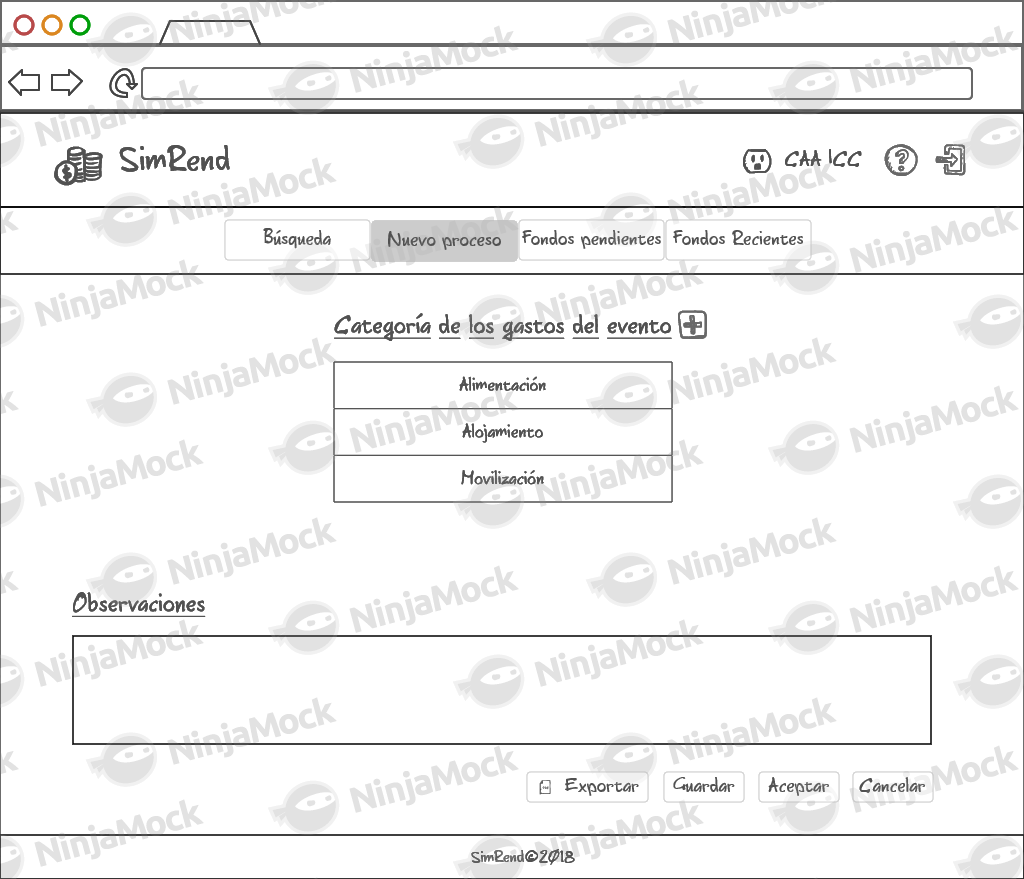 SimRend
CAA ICC
Búsqueda
Nuevo proceso
Fondos pendientes
Fondos Recientes
Categoría de los gastos del evento
Alimentación
Alojamiento
Movilización
Observaciones
Exportar
Guardar
Aceptar
Cancelar
SimRend©2018
NinjaMock